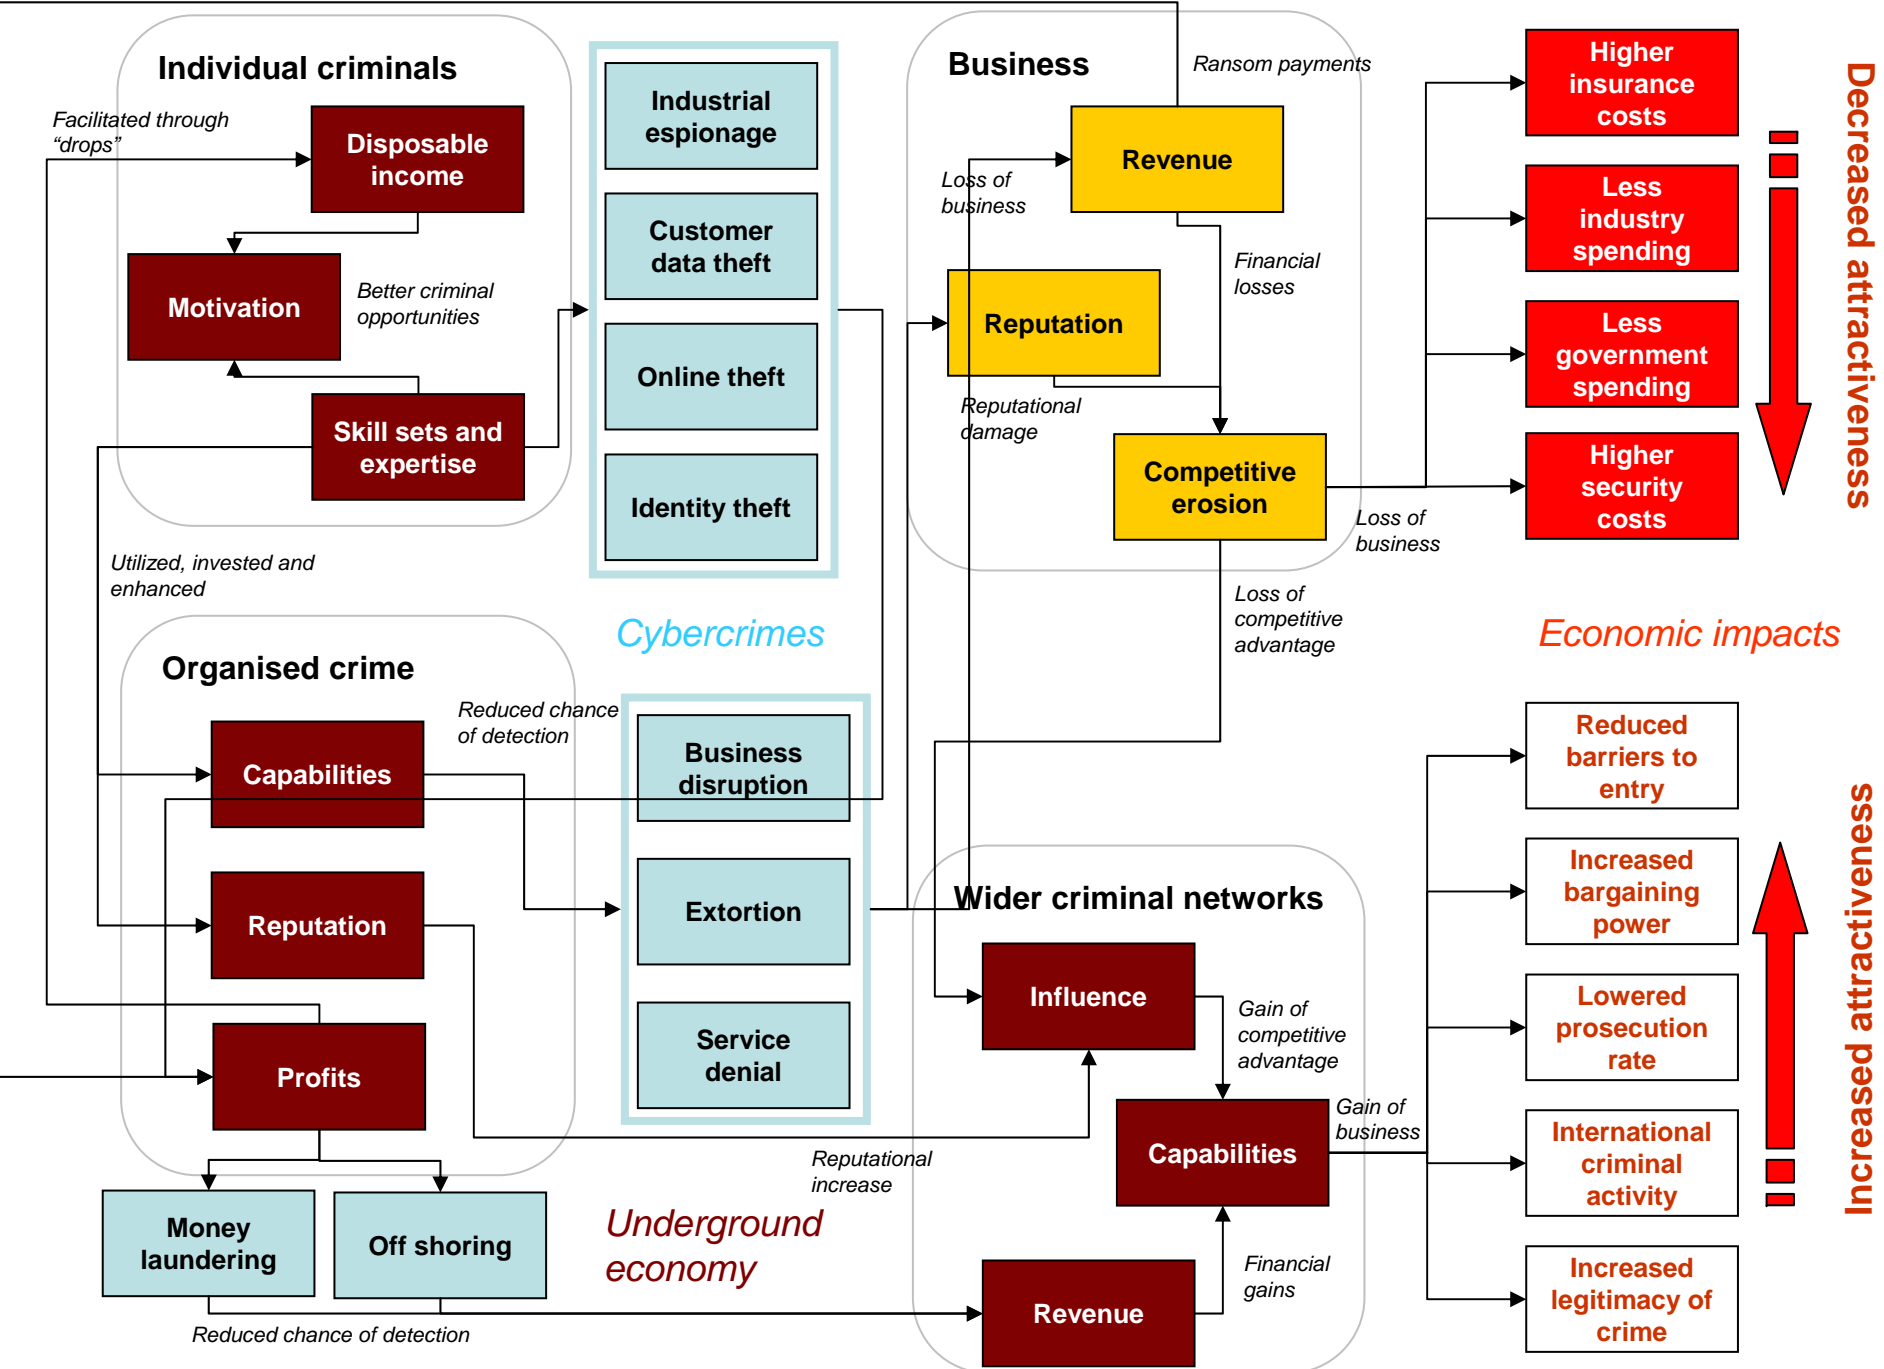 Individual criminals
Facilitated through
“drops”
Disposable
income
Motivation
Better criminal
opportunities
Skill sets and
expertise
Utilized, invested and
enhanced
Industrial
espionage
Customer
data theft
Online theft
Identity theft
Cybercrimes
Business
Ransom payments
Revenue
Loss of
business
Financial
losses
Reputation
Reputational
damage
Competitive
erosion
Loss of
business
Loss of
competitive
advantage
Higher
insurance
costs
Less
industry
spending
Less
government
spending
Higher
security
costs
Decreased attractiveness
Economic impacts
Organised crime
Reduced chance
of detection
Capabilities
Reputation
Profits
Money
laundering
Off shoring
Reduced chance of detection
Business
disruption
Extortion
Service
denial
Reputational
increase
Underground
economy
Wider criminal networks
Influence
Gain of
competitive
advantage
Capabilities
Gain of
business
Financial
gains
Revenue
Reduced
barriers to
entry
Increased
bargaining
power
Lowered
prosecution
rate
International
criminal
activity
Increased
legitimacy of
crime
Increased attractiveness